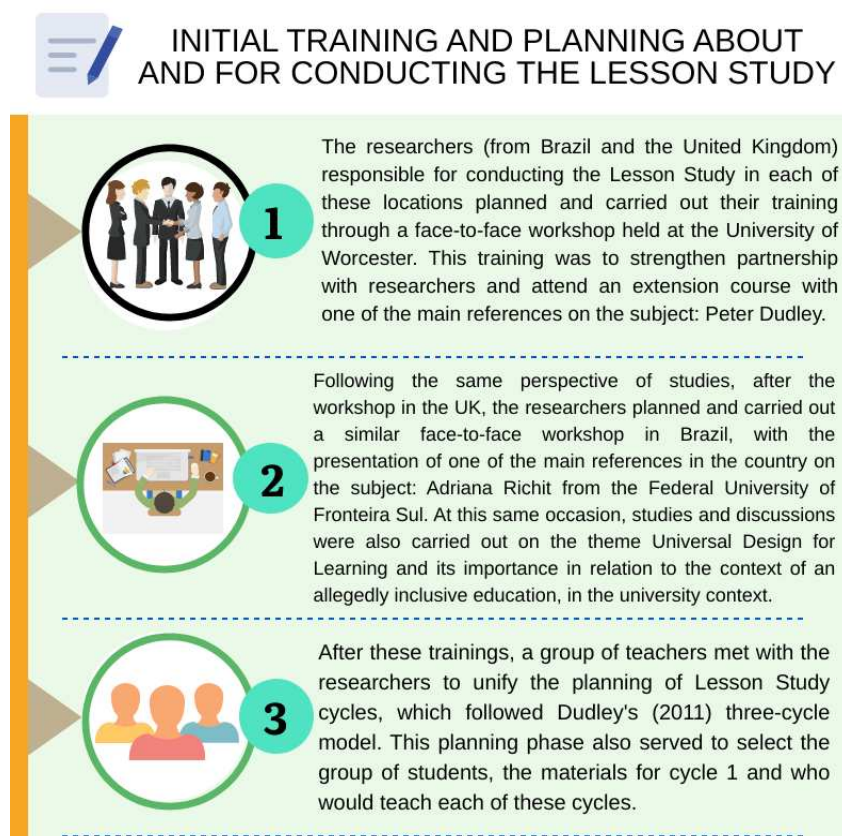 INITIAL TRAINING AND PLANNING ABOUT
AND FOR CONDUCTING THE LESSON STUDY
1
The researchers (from Brazil and the United Kingdom)
responsible for conducting the Lesson Study in each of
these locations planned and carried out their training
through a face-to-face workshop held at the University of
Worcester. This training was to strengthen partnership
with researchers and attend an extension course with
one of the main references on the subject: Peter Dudley.
2
Following the same perspective of studies, after the
workshop in the UK, the researchers planned and carried out
a similar face-to-face workshop in Brazil, with the
presentation of one of the main references in the country on
the subject: Adriana Richit from the Federal University of
Fronteira Sul. At this same occasion, studies and discussions
were also carried out on the theme Universal Design for
Learning and its importance in relation to the context of an
allegedly inclusive education, in the university context.
3
After these trainings, a group of teachers met with the
researchers to unify the planning of Lesson Study
cycles, which followed Dudley's (2011) three-cycle
model. This planning phase also served to select the
group of students, the materials for cycle 1 and who
would teach each of these cycles.